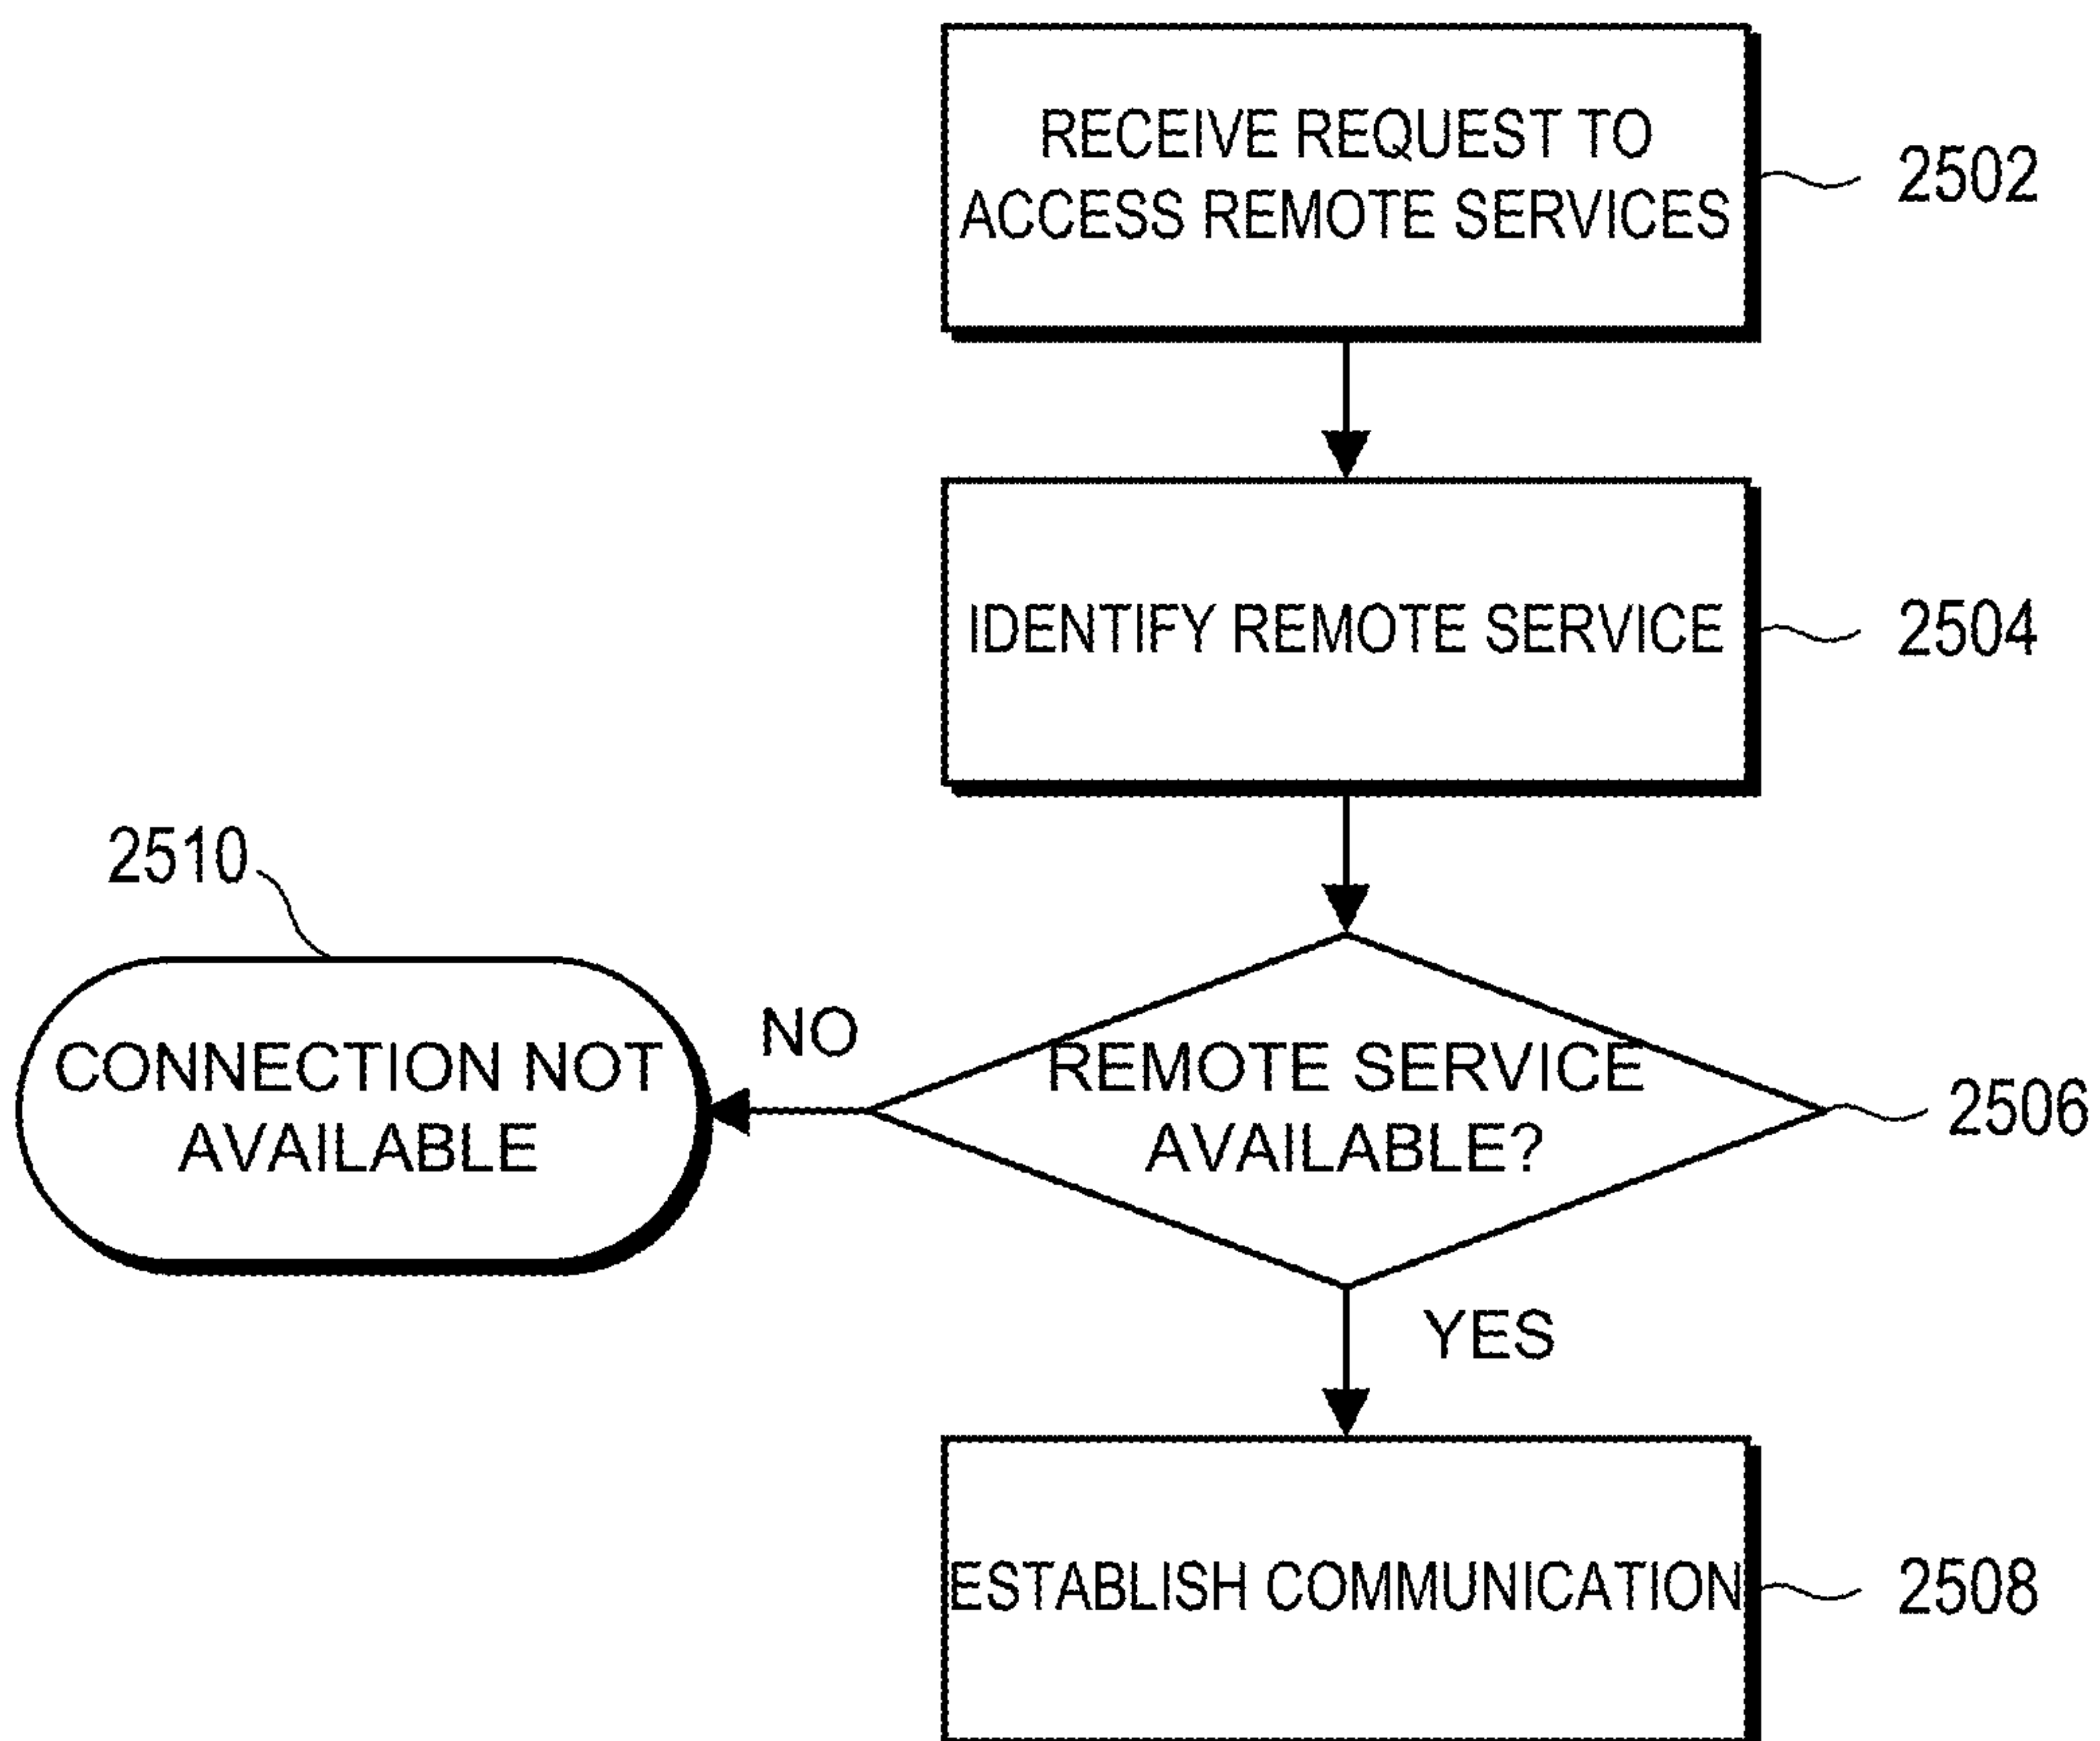 RECEIVE REQUEST TO
ACCESS REMOTE SERVICES
2502
IDENTIFY REMOTE SERVICE
2504
2510
CONNECTION NOT
AVAILABLE
NO
REMOTE SERVICE
AVAILABLE?
2506
YES
ESTABLISH COMMUNICATION
2508